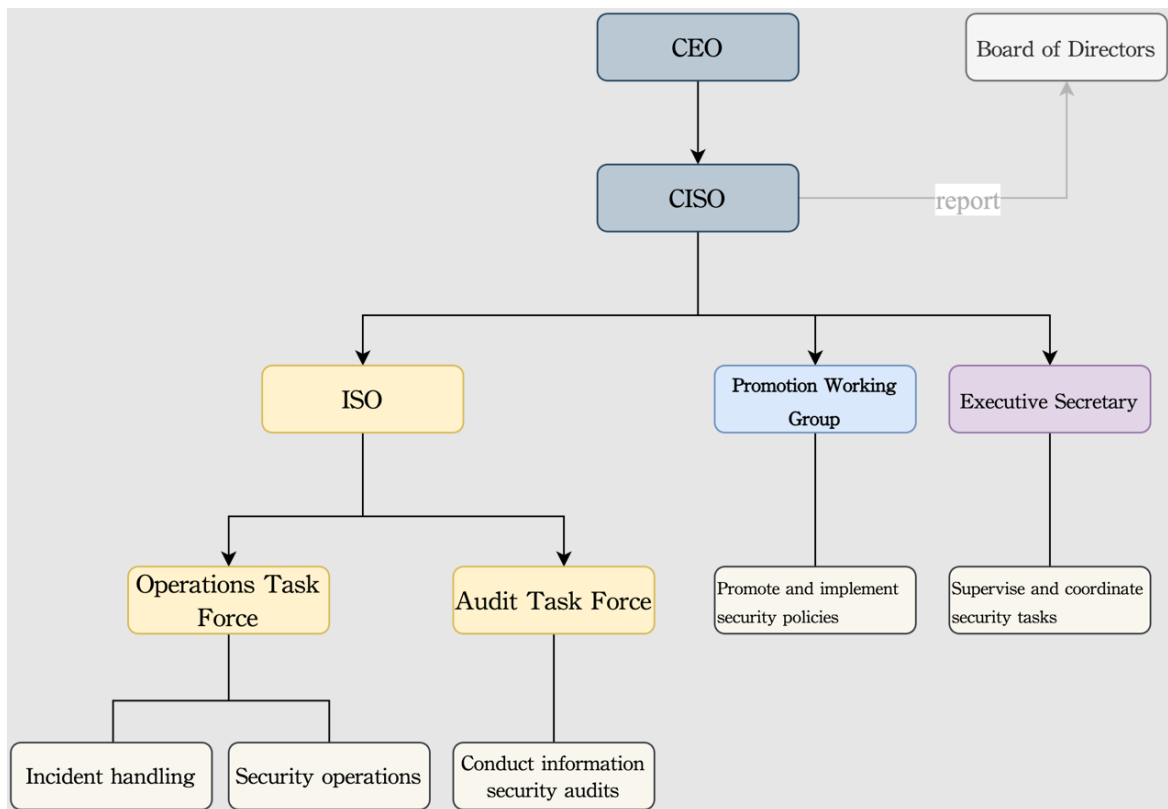 CEO
Board of Directors
CISO
report
ISO
Promotion Working
Group
Executive Secretary
Operations Task
Force
Audit Task Force
Promote and implement
security policies
Supervise and coordinate
security tasks
Incident handling
Security operations
Conduct information
security audits